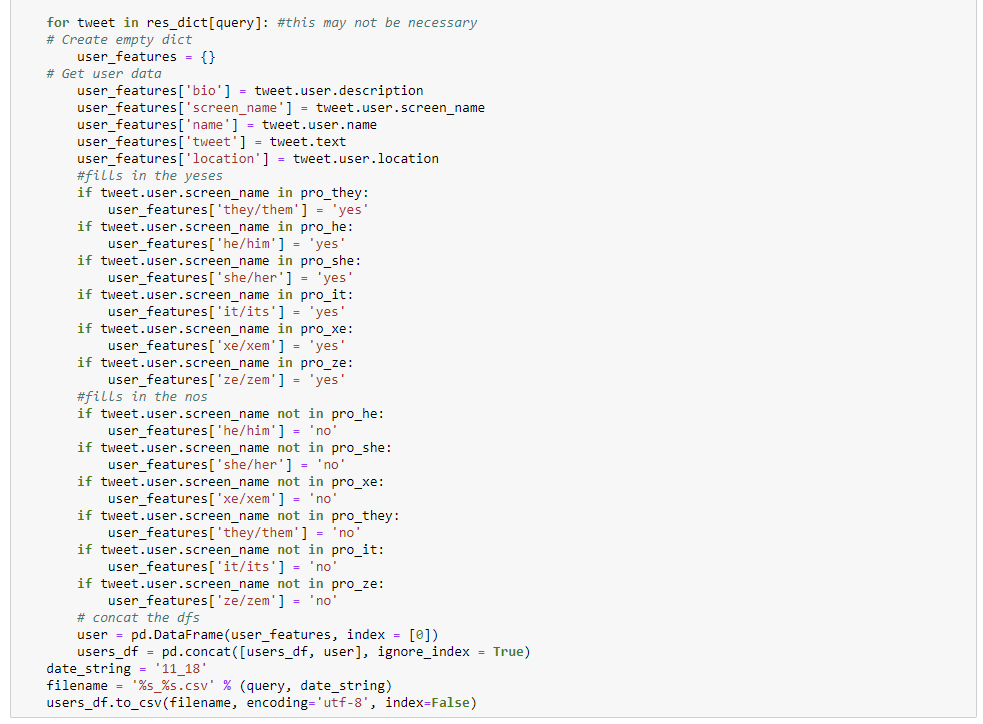 for tweet in res_dict[query]: #this may not be necessary
# Create empty dict
    user_features = {}
# Get user data
    user_features['bio'] = tweet.user.description
    user_features['screen_name'] = tweet.user.screen_name
    user_features['name'] = tweet.user.name
    user_features['tweet'] = tweet.text
    user_features['location'] = tweet.user.location
    #fills in the yeses
    if tweet.user.screen_name in pro_they:
        user_features['they/them'] = 'yes'
    if tweet.user.screen_name in pro_he:
        user_features['he/him'] = 'yes'
    if tweet.user.screen_name in pro_she:
        user_features['she/her'] = 'yes'
    if tweet.user.screen_name in pro_it:
        user_features['it/its'] = 'yes'
    if tweet.user.screen_name in pro_xe:
        user_features['xe/xem'] = 'yes'
    if tweet.user.screen_name in pro_ze:
        user_features['ze/zem'] = 'yes'
    #fills in the nos
    if tweet.user.screen_name not in pro_he:
        user_features['he/him'] = 'no'
    if tweet.user.screen_name not in pro_she:
        user_features['she/her'] = 'no'
    if tweet.user.screen_name not in pro_xe:
        user_features['xe/xem'] = 'no'
    if tweet.user.screen_name not in pro_they:
        user_features['they/them'] = 'no'
    if tweet.user.screen_name not in pro_it:
        user_features['it/its'] = 'no'
    if tweet.user.screen_name not in pro_ze:
        user_features['ze/zem'] = 'no'
    # concat the dfs
    user = pd.DataFrame(user_features, index = [0])
    users_df = pd.concat([users_df, user], ignore_index = True)
date_string = '11_18'
filename = '%s_%s.csv' % (query, date_string)
users_df.to_csv(filename, encoding='utf-8', index=False)